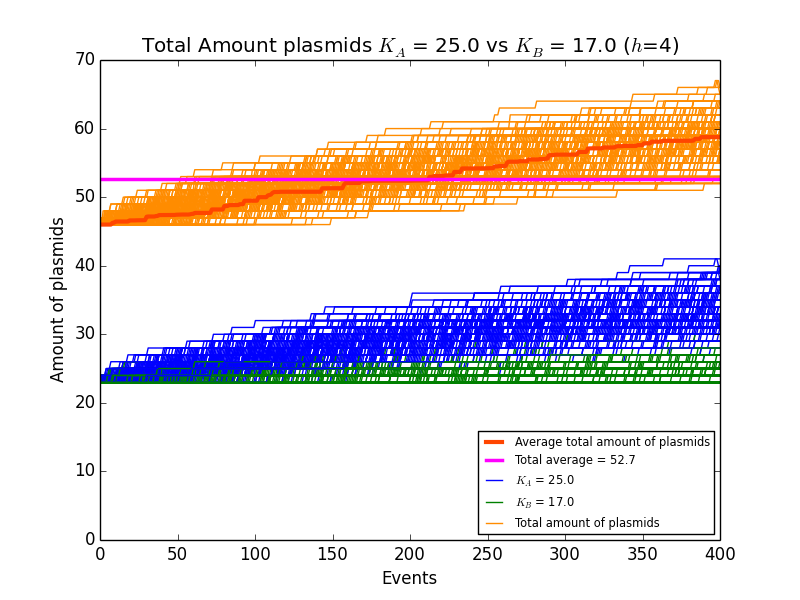 Total Amount plasmids K_A = 25.0 vs K_B = 17.0 (h=4)
70
60
50
40
30
20
10
0
Amount of plasmids
Average total amount of plasmids
Total average = 52.7
K_A = 25.0
K_B = 17.0
Total amount of plasmids
0 50 100 150 200 250 300 350 400
Events